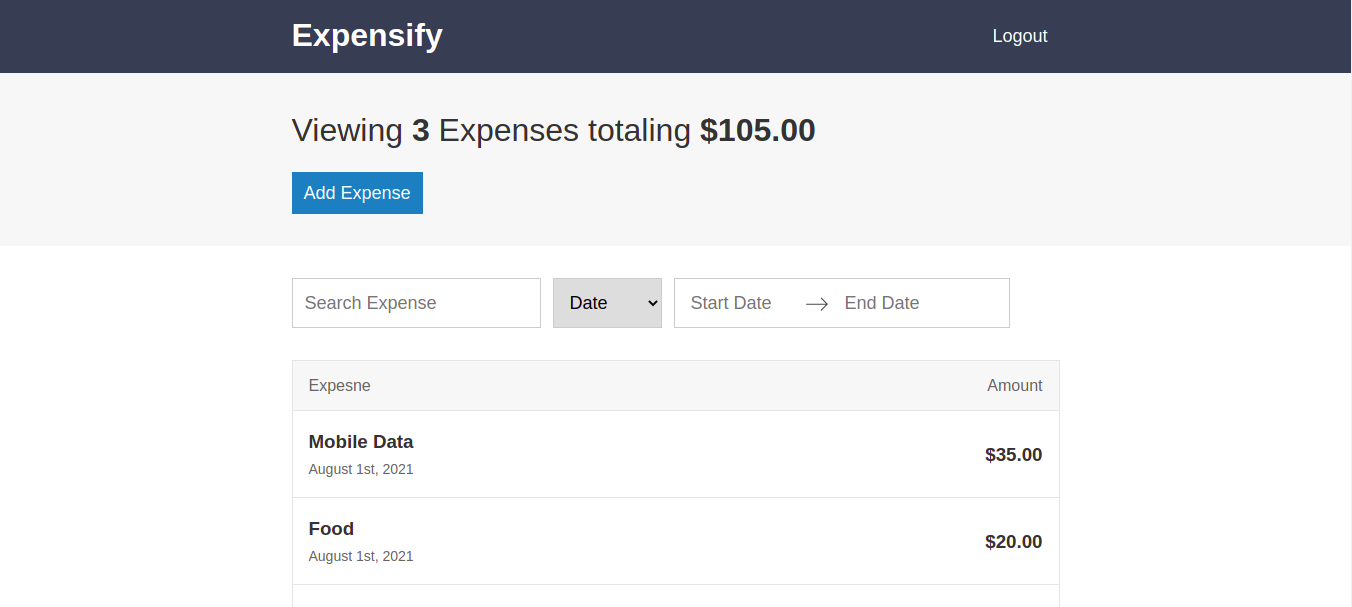 Expensify
Logout
Viewing 3 Expenses totaling $105.00
Add Expense
Search Expense
Date
Start Date
End Date
Expesne
Amount
Mobile Data
August 1st, 2021
$35.00
Food
August 1st, 2021
$20.00